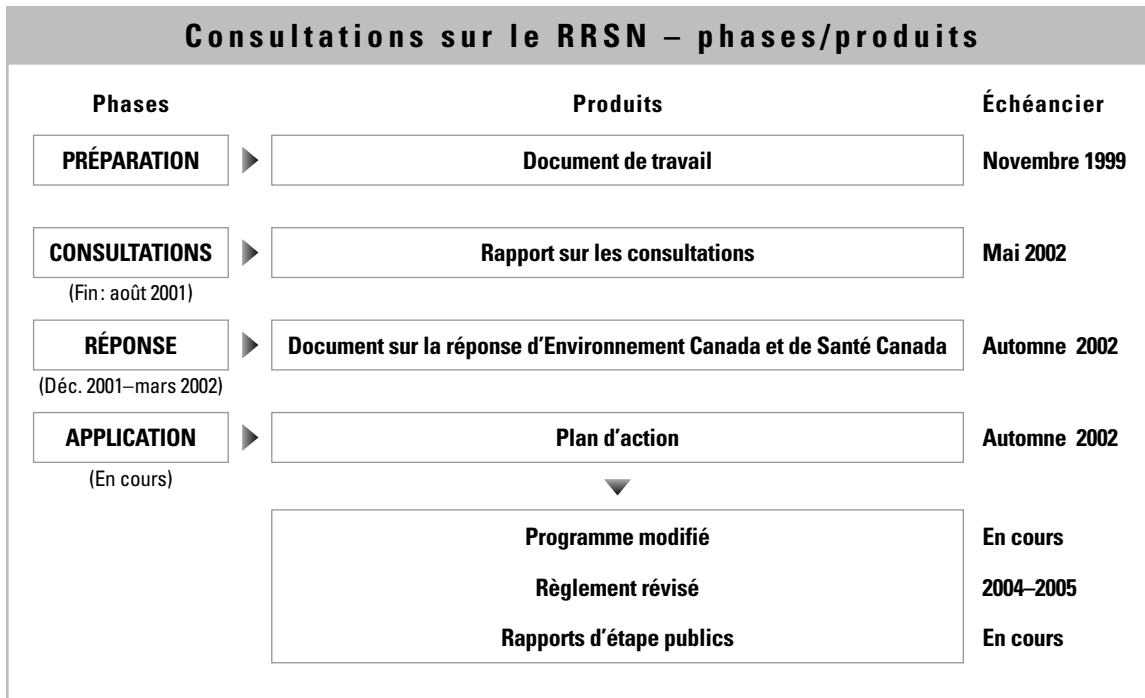 Consultations sur le RRSN – phases/produits
Phases Produits Échéancier
PRÉPARATION Document de travail Novembre 1999
CONSULTATIONS Rapport sur les consultations Mai 2002
(Fin : août 2001)
RÉPONSE Document sur la réponse d’Environnement Canada et de Santé Canada Automne 2002
(Déc. 2001–mars 2002)
APPLICATION Plan d’action Automne 2002
(En cours)
Programme modifié En cours
Règlement révisé 2004–2005
Rapports d’étape publics En cours